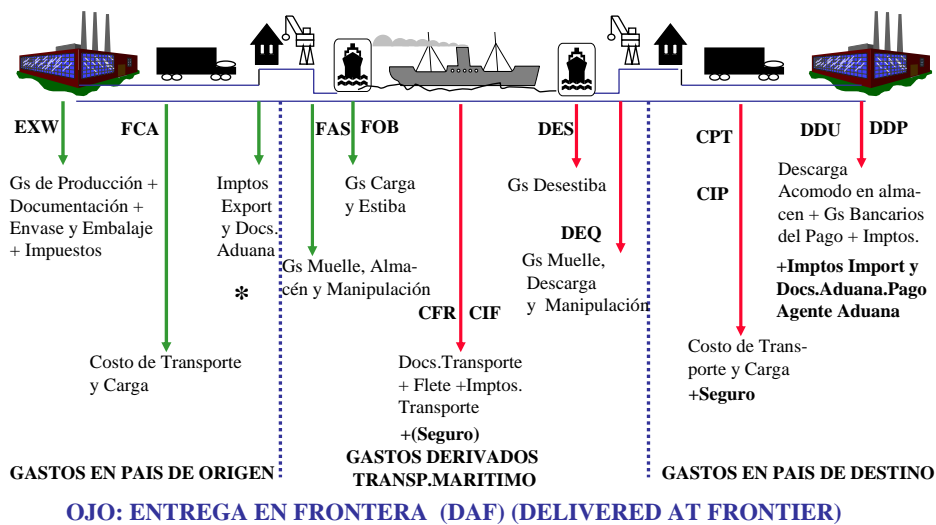 EXW
Gs de Producción +
Documentación +
Envase y Embalaje
+ Impuestos
FCA
Costo de Transporte
y Carga
Imptos
Export
y Docs.
Aduana
*
FAS
Gs Muelle, Alma-
cén y Manipulación
FOB
Gs Carga
y Estiba
CFR CIF
Docs.Transporte
+ Flete +Imptos.
Transporte
+(Seguro)
DES
Gs Desestiba
DEQ
Gs Muelle,
Descarga
y Manipulación
CPT
CIP
Costo de Trans-
porte y Carga
+Seguro
DDU DDP
Descarga
Acomodo en alma-
cen + Gs Bancarios
del Pago + Imptos.
+Imptos Import y
Docs.Aduana.Pago
Agente Aduana
GASTOS EN PAIS DE ORIGEN
GASTOS DERIVADOS
TRANSP.MARITIMO
GASTOS EN PAIS DE DESTINO
OJO: ENTREGA EN FRONTERA (DAF) (DELIVERED AT FRONTIER)